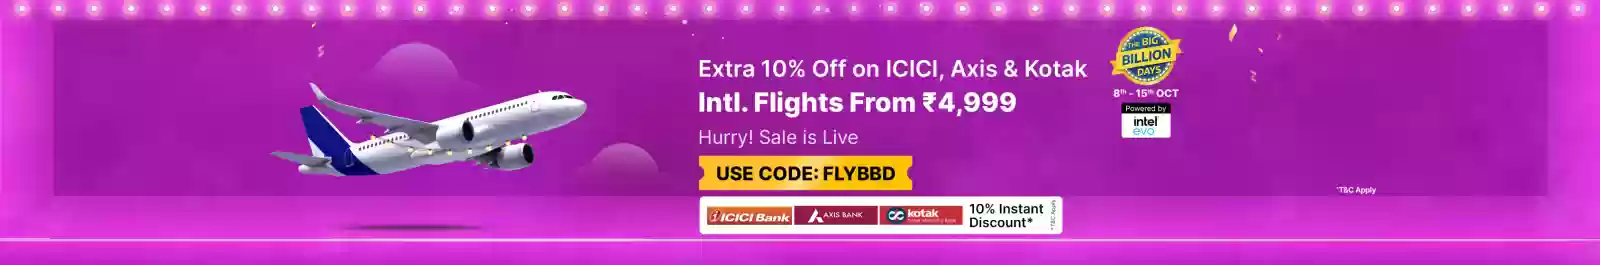 Extra 10% Off on ICICI, Axis & Kotak
Intl. Flights From ₹4,999
Hurry! Sale is Live
USE CODE: FLYBBD
ICICI Bank
AXIS BANK
kotak
10% Instant
Discount*
*T&C Apply
THE BIG
BILLION
DAYS
8th - 15th OCT
Powered by
intel
evo
*T&C Apply